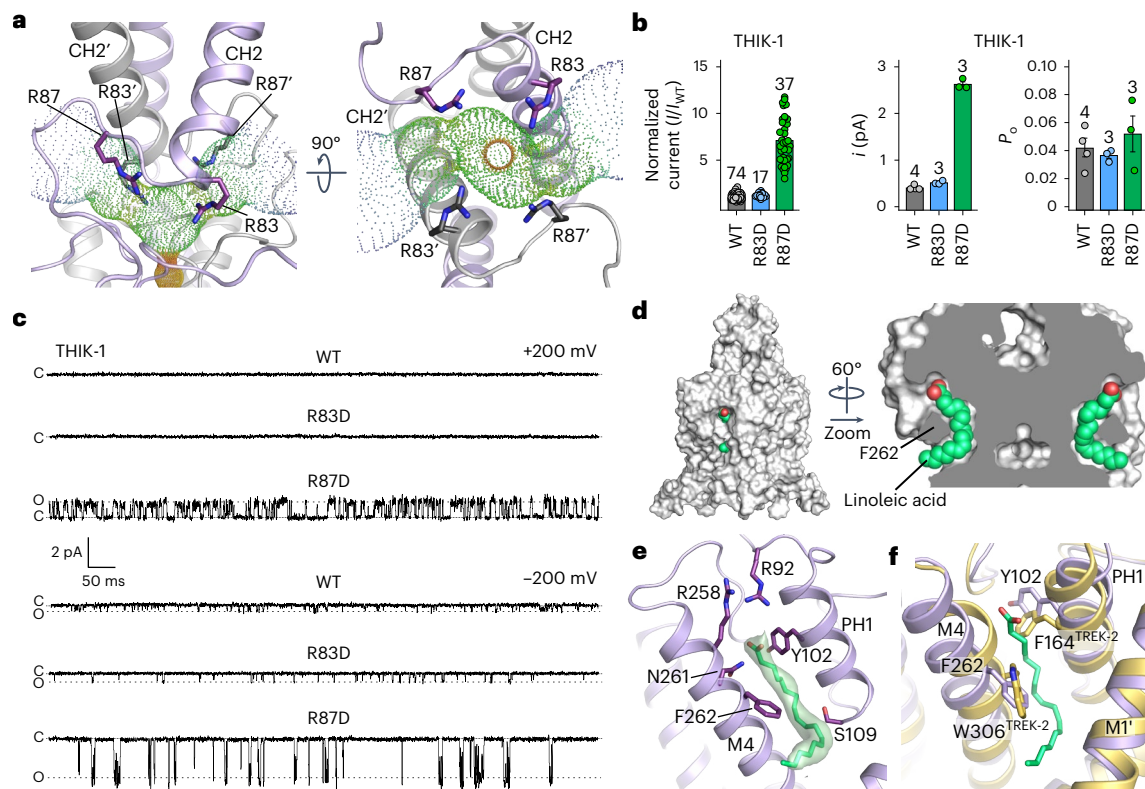 a
CH2′
CH2
R87
R83′
R87′
R83
90°
CH2
R87
R83
CH2′
R83′
R87′
b
THIK-1
Normalized
current (I/I_WT)
15
10
5
74
17
37
WT
R83D
R87D
THIK-1
i (pA)
3
2
1
0
4
3
3
WT
R83D
R87D
P_o
0.10
0.08
0.06
0.04
0.02
0
4
3
3
WT
R83D
R87D
c
THIK-1
WT
+200 mV
C
R83D
C
R87D
O
C
2 pA
50 ms
WT
−200 mV
C
O
R83D
C
O
R87D
C
O
d
60°
Zoom
F262
Linoleic acid
e
R92
R258
PH1
Y102
N261
F262
S109
M4
f
Y102
PH1
M4
F164^TREK-2
F262
W306^TREK-2
M1′